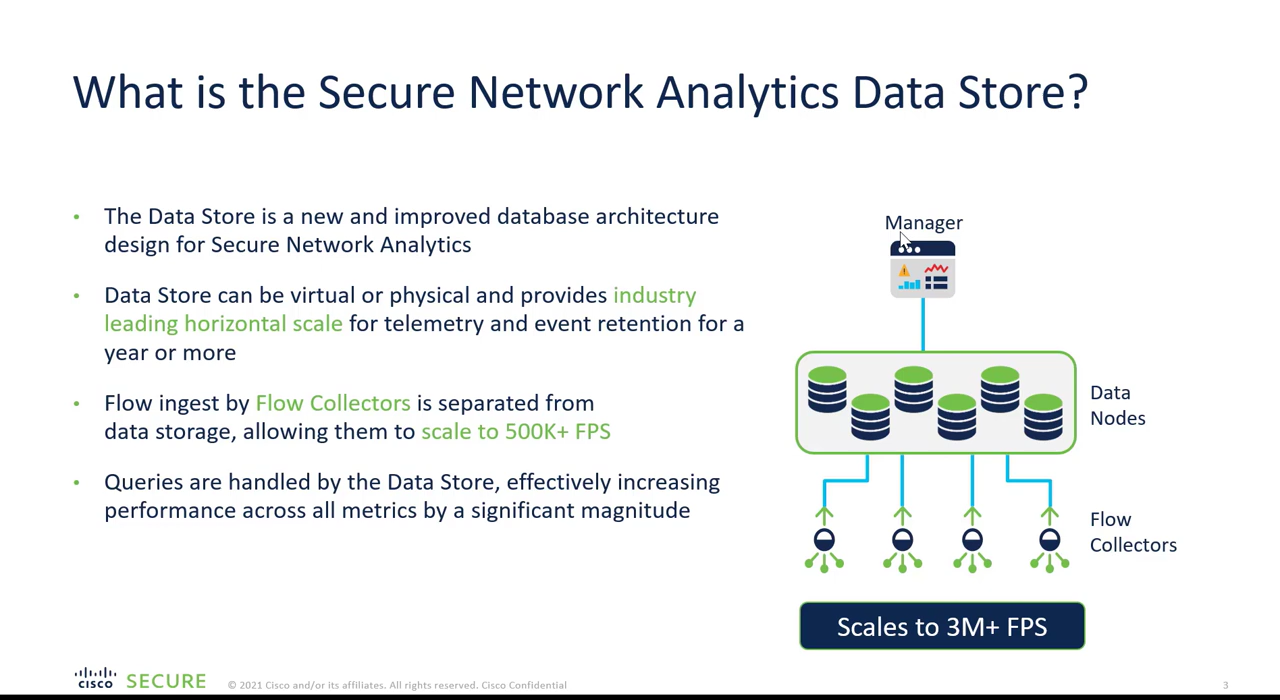 What is the Secure Network Analytics Data Store?
• The Data Store is a new and improved database architecture
design for Secure Network Analytics
• Data Store can be virtual or physical and provides industry
leading horizontal scale for telemetry and event retention for a
year or more
• Flow ingest by Flow Collectors is separated from
data storage, allowing them to scale to 500K+ FPS
• Queries are handled by the Data Store, effectively increasing
performance across all metrics by a significant magnitude
Manager
Data
Nodes
Flow
Collectors
Scales to 3M+ FPS
CISCO SECURE
© 2021 Cisco and/or its affiliates. All rights reserved. Cisco Confidential
3